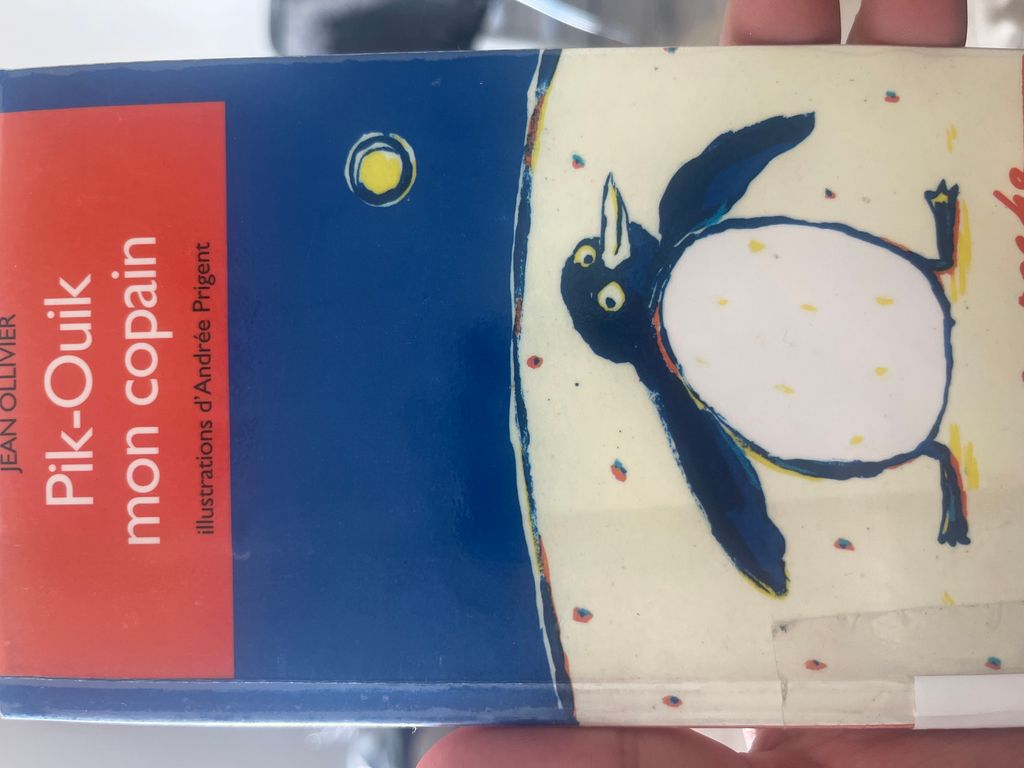 JEAN OLLIVIER
Pik-Ouik
mon copain
illustrations d'Andrée Prigent